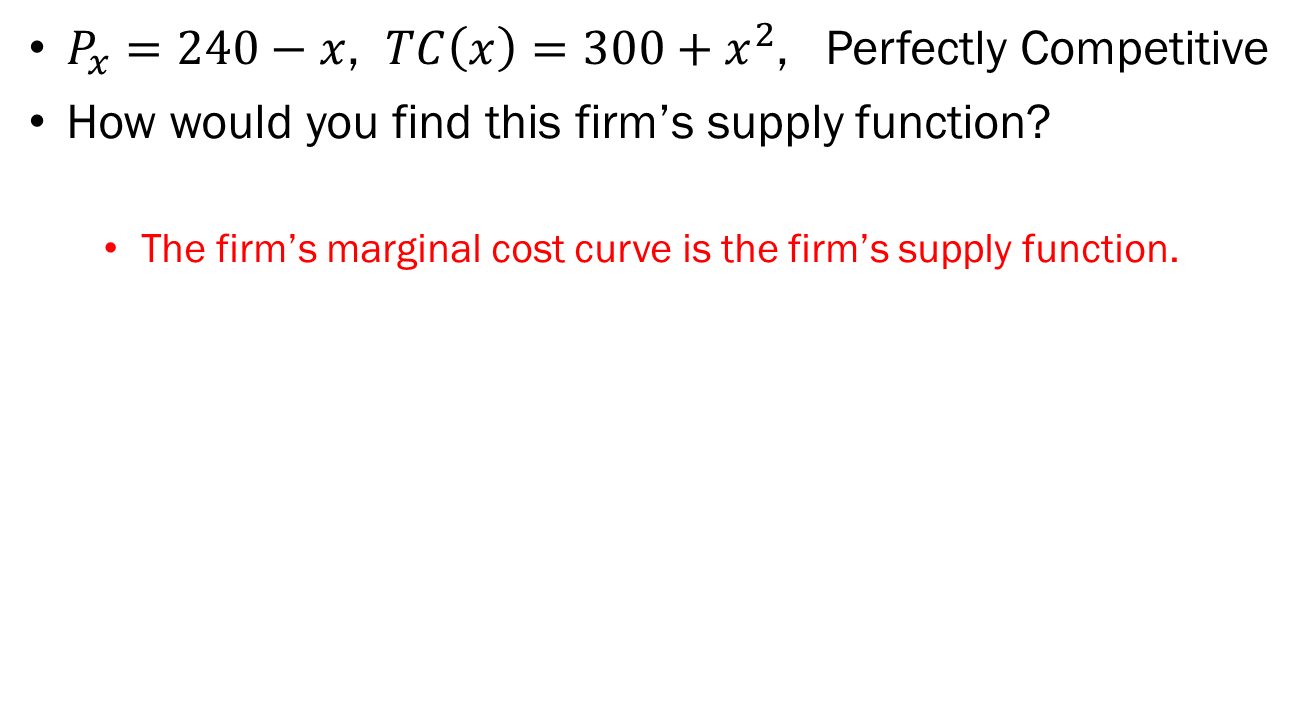 • Pₓ = 240 − x, TC(x) = 300 + x², Perfectly Competitive
• How would you find this firm’s supply function?
• The firm’s marginal cost curve is the firm’s supply function.